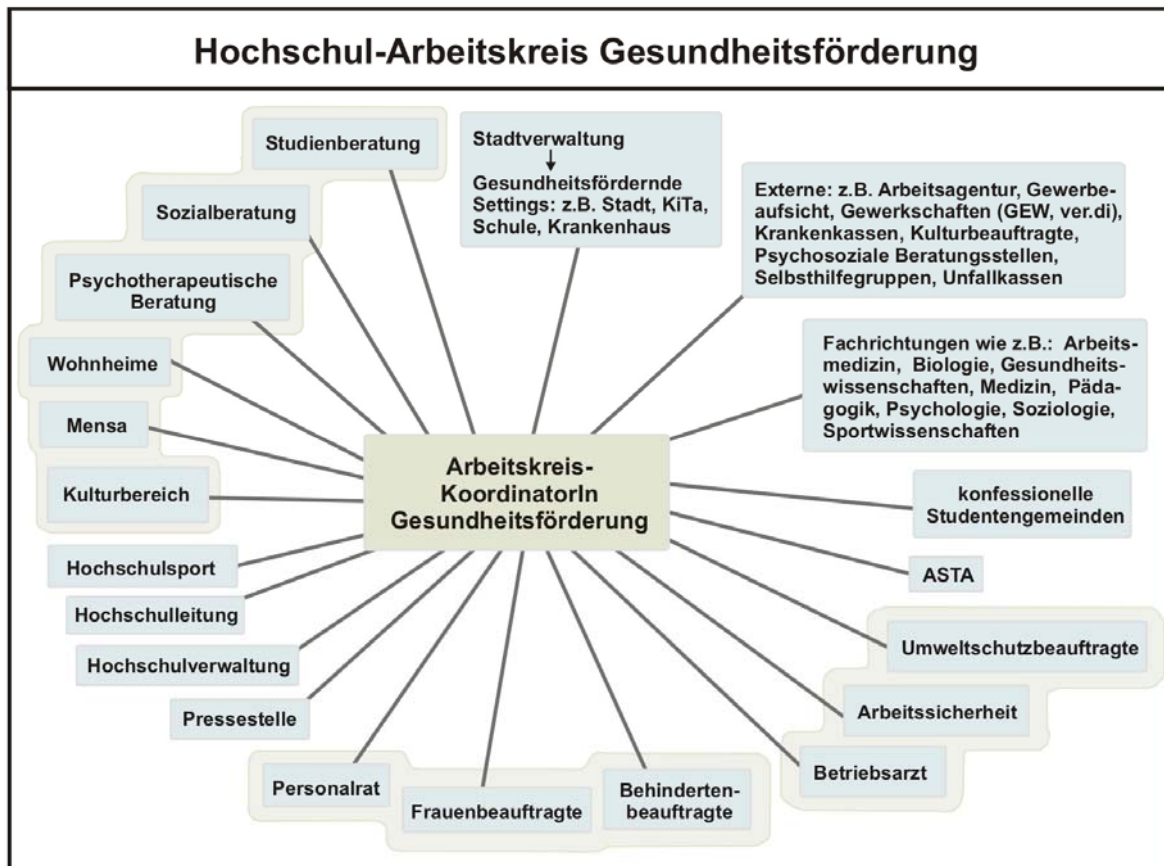 Hochschul-Arbeitskreis Gesundheitsförderung
Studienberatung
Sozialberatung
Psychotherapeutische
Beratung
Wohnheime
Mensa
Kulturbereich
Hochschulsport
Hochschulleitung
Hochschulverwaltung
Pressestelle
Personalrat
Frauenbeauftragte
Behinderten-
beauftragte
Betriebsarzt
Arbeitssicherheit
Umweltschutzbeauftragte
ASTA
konfessionelle
Studentengemeinden
Fachrichtungen wie z.B.: Arbeits-
medizin, Biologie, Gesundheits-
wissenschaften, Medizin, Päda-
gogik, Psychologie, Soziologie,
Sportwissenschaften
Externe: z.B. Arbeitsagentur, Gewerbe-
aufsicht, Gewerkschaften (GEW, ver.di),
Krankenkassen, Kulturbeauftragte,
Psychosoziale Beratungsstellen,
Selbsthilfegruppen, Unfallkassen
Stadtverwaltung
Gesundheitsfördernde
Settings: z.B. Stadt, KiTa,
Schule, Krankenhaus
Arbeitskreis-
KoordinatorIn
Gesundheitsförderung